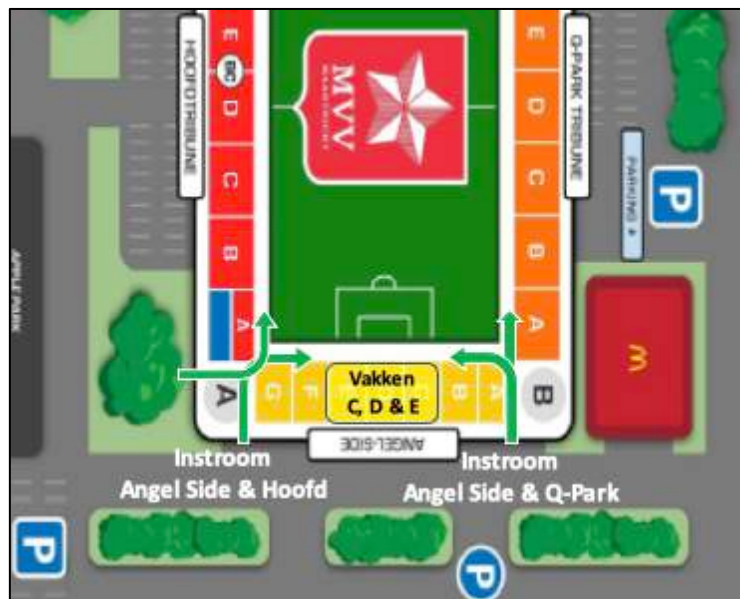 E
BC
D
C
B
A
HOOFDTRIBUNE
MVV
MAASTRICHT
E
D
C
B
A
Q-PARK TRIBUNE
PARKING
P
APPLE PARK
M
A
G
F
Vakken
C, D & E
B
A
B
ANGEL-SIDE
Instroom
Angel Side & Hoofd
Instroom
Angel Side & Q-Park
P
P